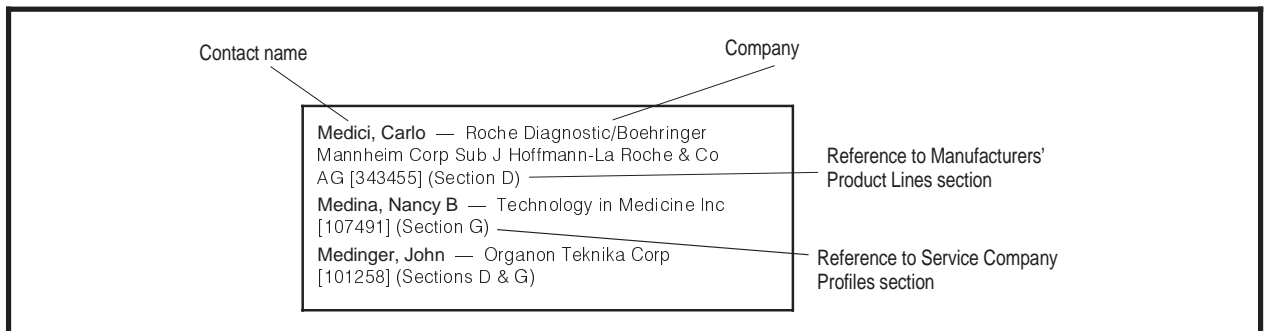 Contact name
Company
Medici, Carlo — Roche Diagnostic/Boehringer
Mannheim Corp Sub J Hoffmann-La Roche & Co
AG [343455] (Section D)
Medina, Nancy B — Technology in Medicine Inc
[107491] (Section G)
Medinger, John — Organon Teknika Corp
[101258] (Sections D & G)
Reference to Manufacturers’
Product Lines section
Reference to Service Company
Profiles section